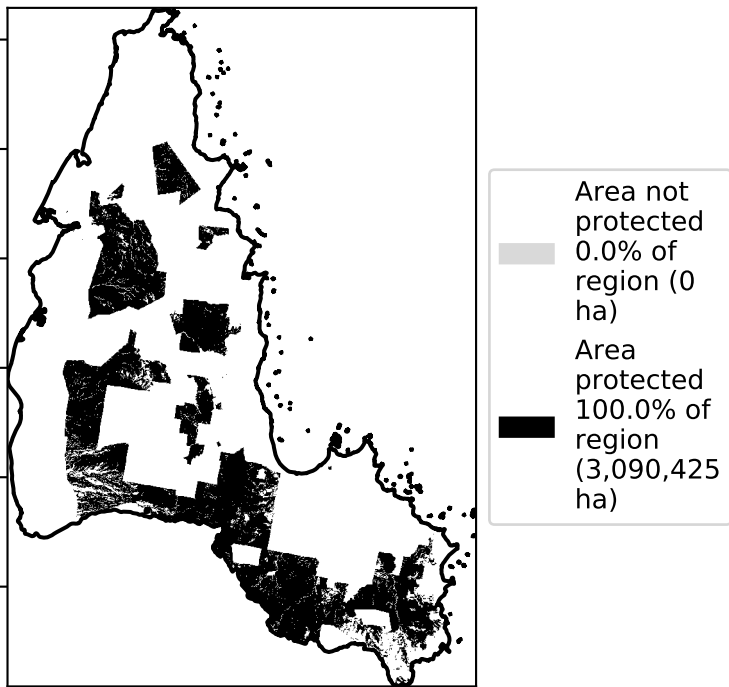 Area not
protected
0.0% of
region (0
ha)
Area
protected
100.0% of
region
(3,090,425
ha)